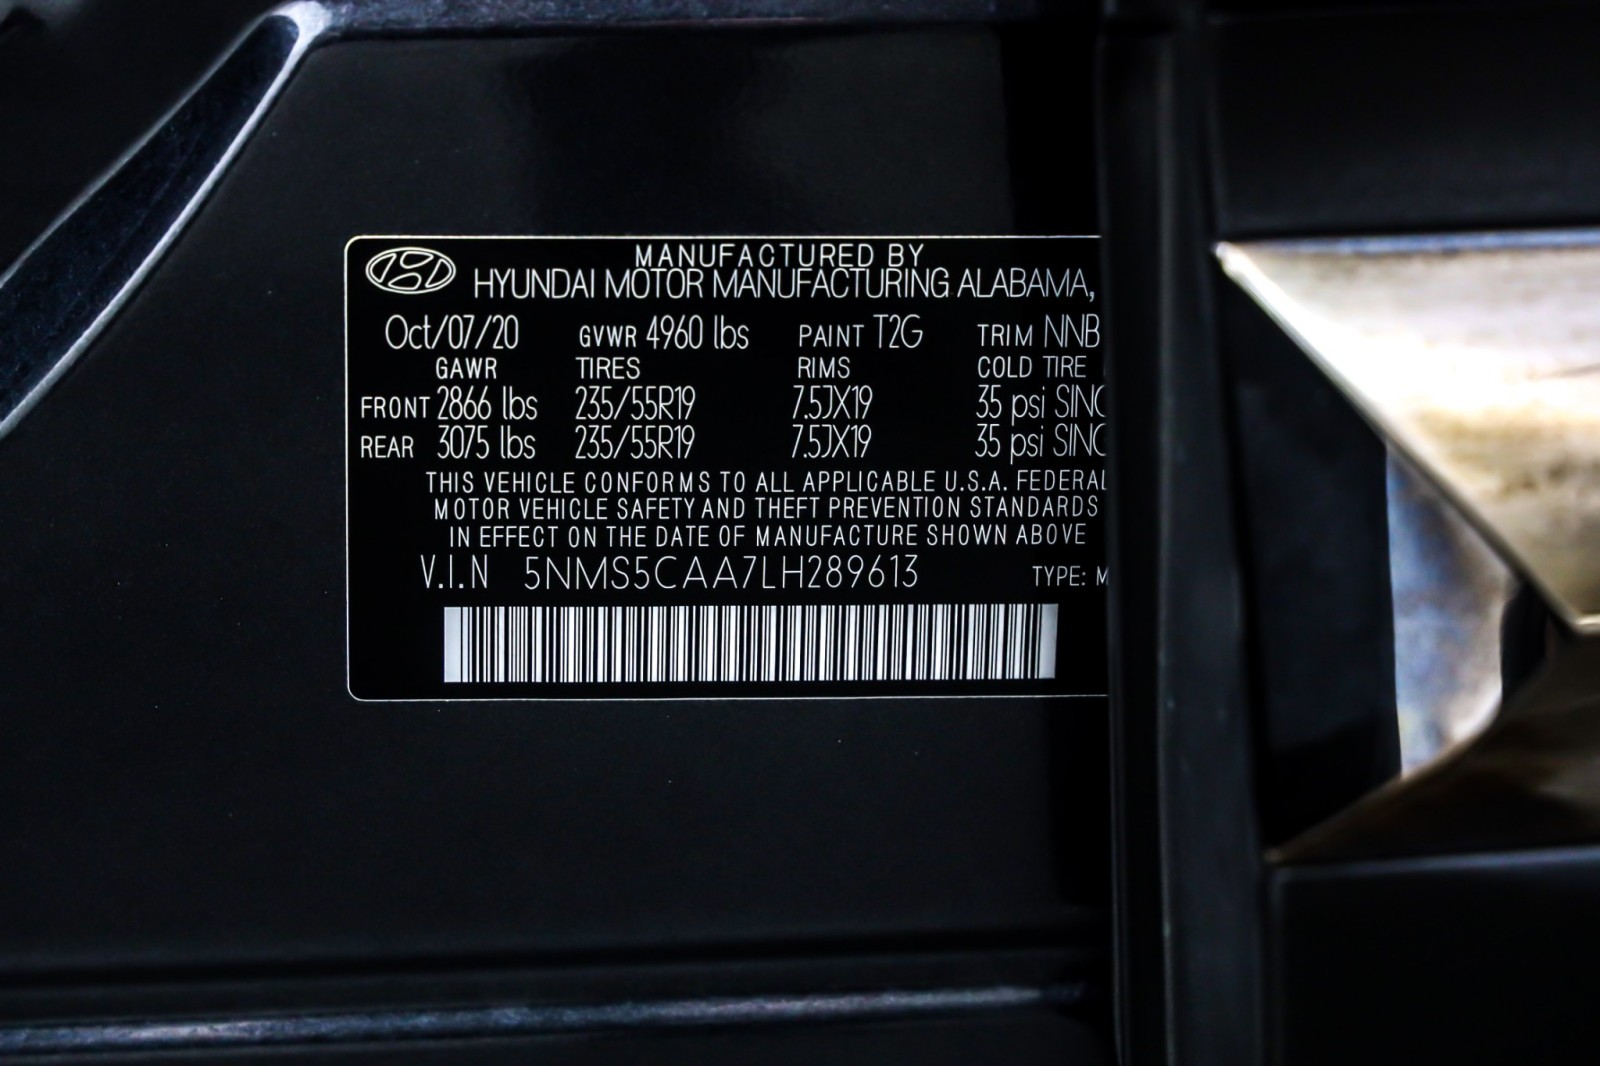 MANUFACTURED BY
HYUNDAI MOTOR MANUFACTURING ALABAMA,
Oct/07/20 GVWR 4960 lbs PAINT T2G TRIM NNB
GAWR TIRES RIMS COLD TIRE
FRONT 2866 lbs 235/55R19 7.5JX19 35 psi
REAR 3075 lbs 235/55R19 7.5JX19 35 psi
THIS VEHICLE CONFORMS TO ALL APPLICABLE U.S.A. FEDERAL
MOTOR VEHICLE SAFETY AND THEFT PREVENTION STANDARDS
IN EFFECT ON THE DATE OF MANUFACTURE SHOWN ABOVE
V.I.N 5NMS5CAA7LH289613 TYPE: